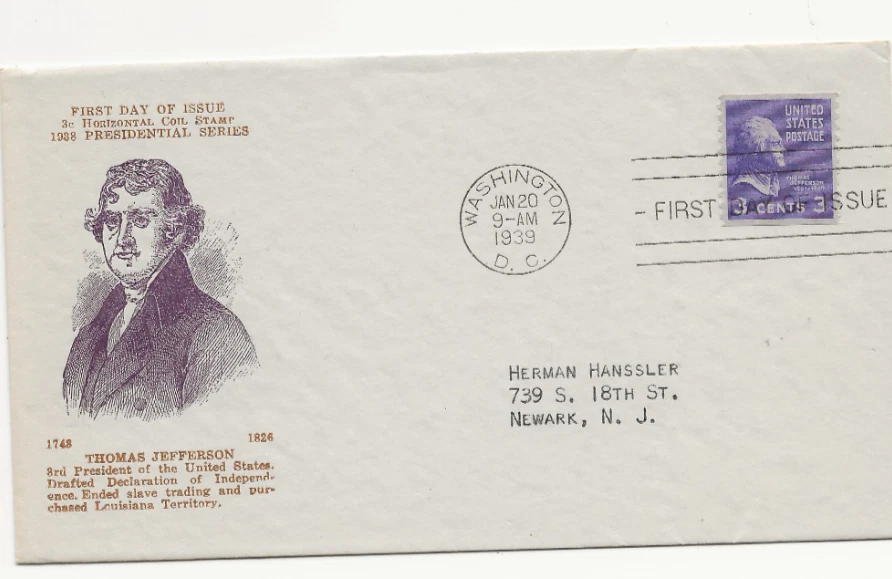 FIRST DAY OF ISSUE
3c HORIZONTAL COIL STAMP
1938 PRESIDENTIAL SERIES
1743 1826
THOMAS JEFFERSON
3rd President of the United States.
Drafted Declaration of Independ-
ence. Ended slave trading and pur-
chased Louisiana Territory.
WASHINGTON
JAN 20
9-AM
1939
D. C.
UNITED
STATES
POSTAGE
THOMAS
JEFFERSON
3 CENTS 3
FIRST DAY OF ISSUE
HERMAN HANSSLER
739 S. 18TH ST.
NEWARK, N. J.